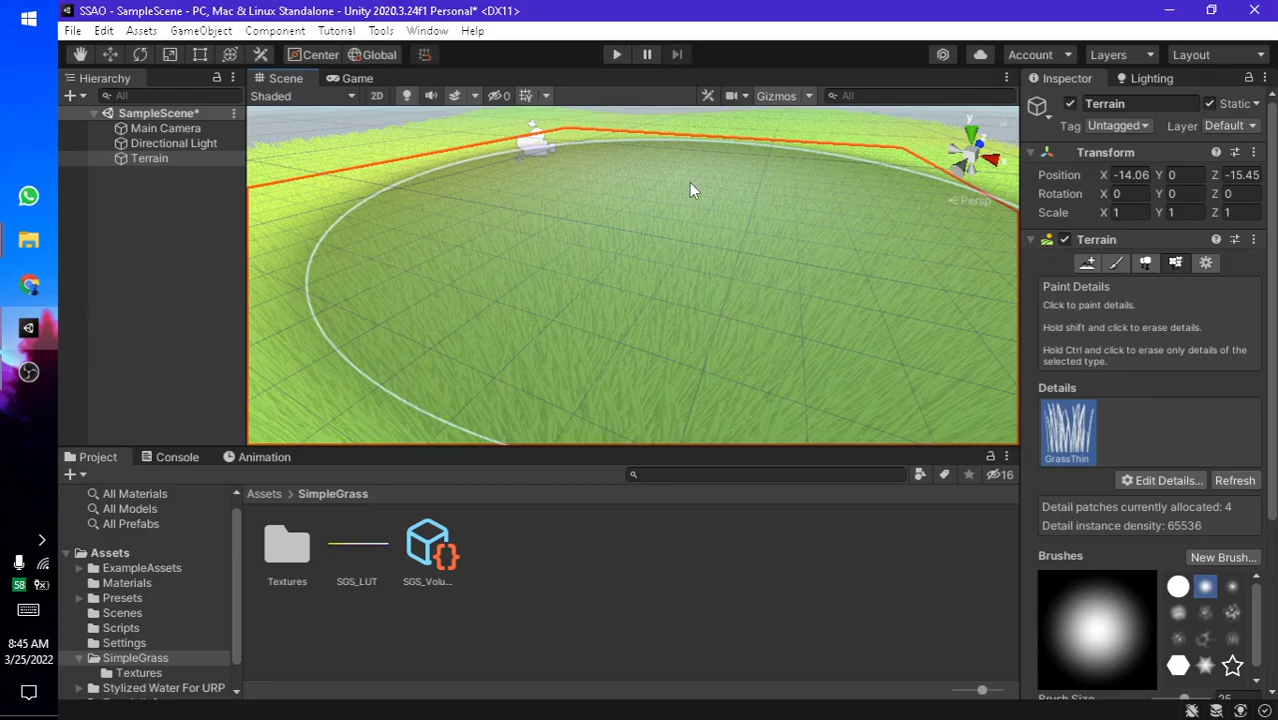 SSAO - SampleScene - PC, Mac & Linux Standalone - Unity 2020.3.24f1 Personal* <DX11>
File Edit Assets GameObject Component Tutorial Tools Window Help
Center Global Account Layers Layout
Hierarchy
All
SampleScene*
Main Camera
Directional Light
Terrain
Scene Game
Shaded 2D 0 Gizmos All
y
z
x
Persp
Inspector Lighting
Terrain Static
Tag Untagged Layer Default
Transform
Position X -14.06 Y 0 Z -15.45
Rotation X 0 Y 0 Z 0
Scale X 1 Y 1 Z 1
Terrain
Paint Details
Click to paint details.
Hold shift and click to erase details.
Hold Ctrl and click to erase only details of the
selected type.
Details
GrassThin
Edit Details... Refresh
Detail patches currently allocated: 4
Detail instance density: 65536
Brushes
New Brush...
Brush Size 25
Project Console Animation
16
All Materials
All Models
All Prefabs
Assets
ExampleAssets
Materials
Presets
Scenes
Scripts
Settings
SimpleGrass
Textures
Stylized Water For URP
Assets SimpleGrass
Textures SGS_LUT SGS_Volu...
58
8:45 AM
3/25/2022